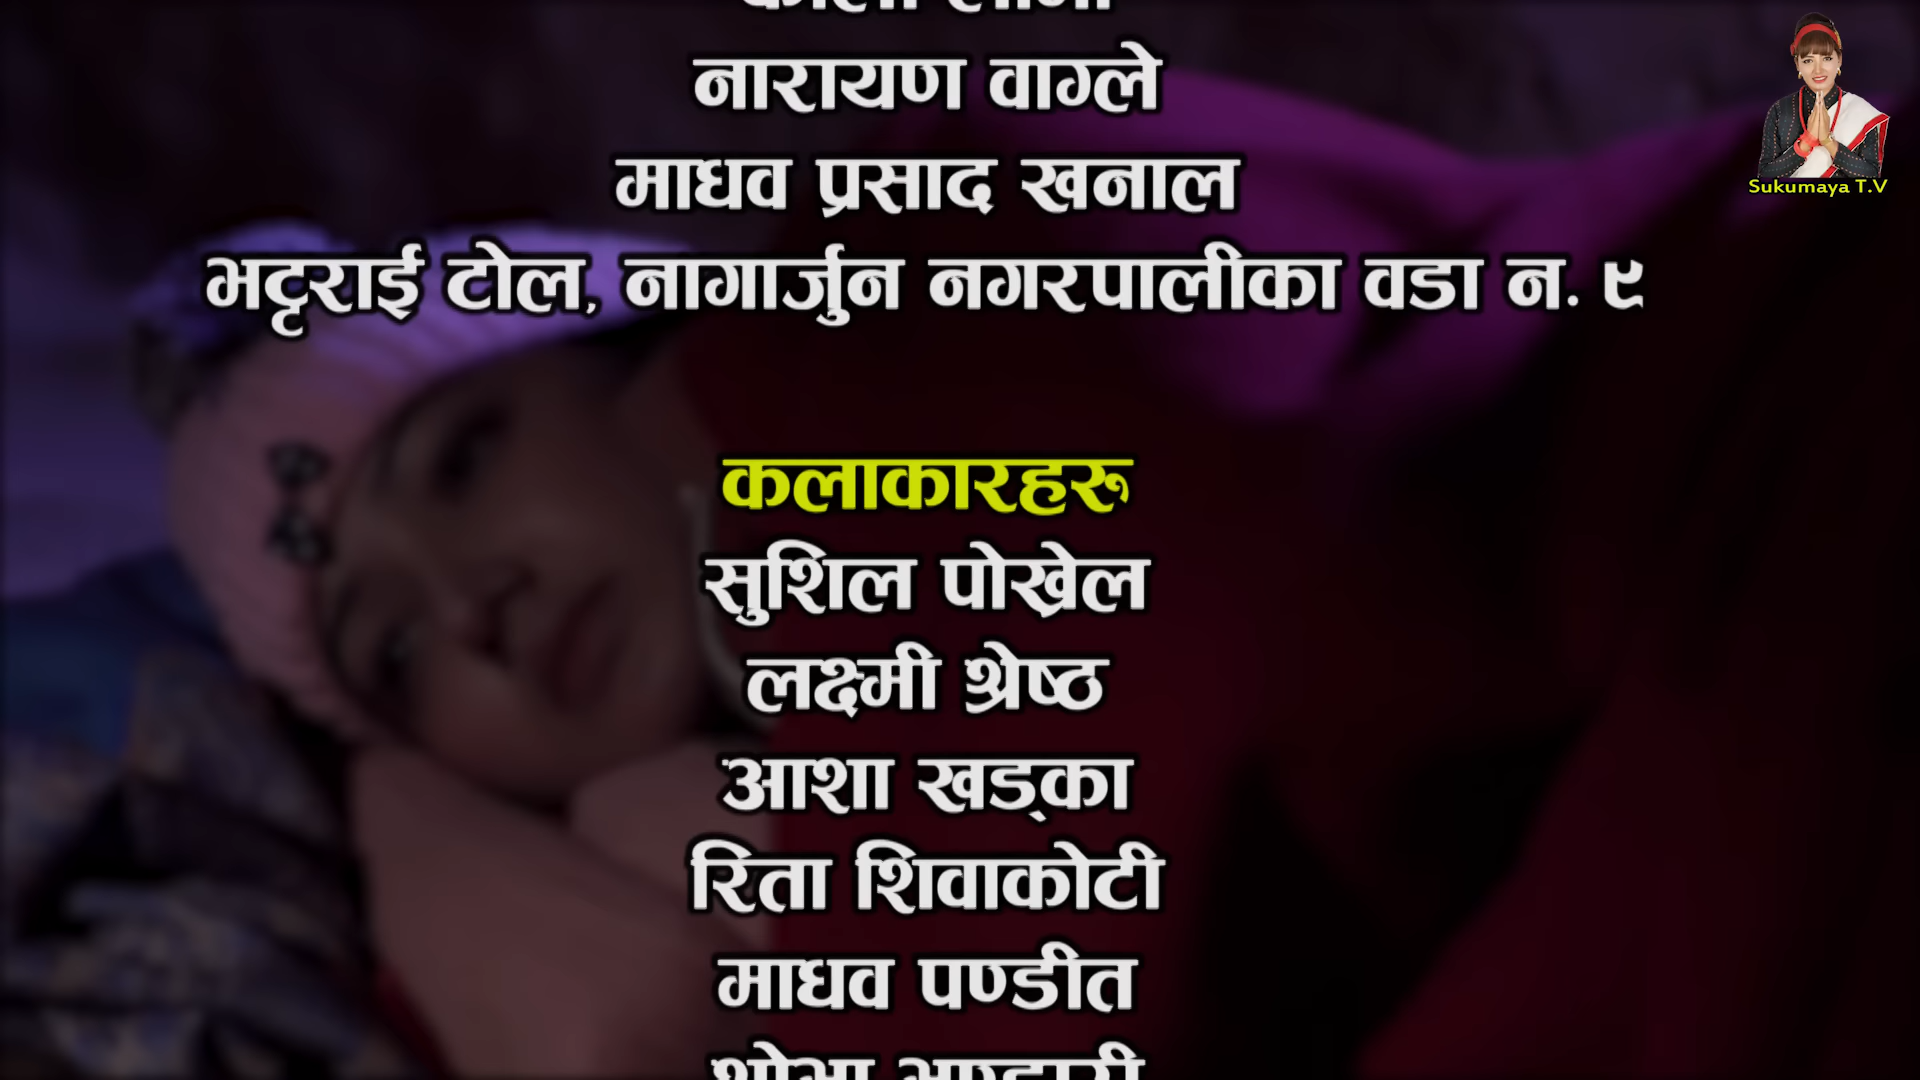 नारायण वाग्ले
माधव प्रसाद खनाल
भट्टराई टोल, नागार्जुन नगरपालीका वडा न. ९
कलाकारहरु
सुशिल पोख्रेल
लक्ष्मी श्रेष्ठ
आशा खड्का
रिता शिवाकोटी
माधव पण्डीत
Sukumaya T.V